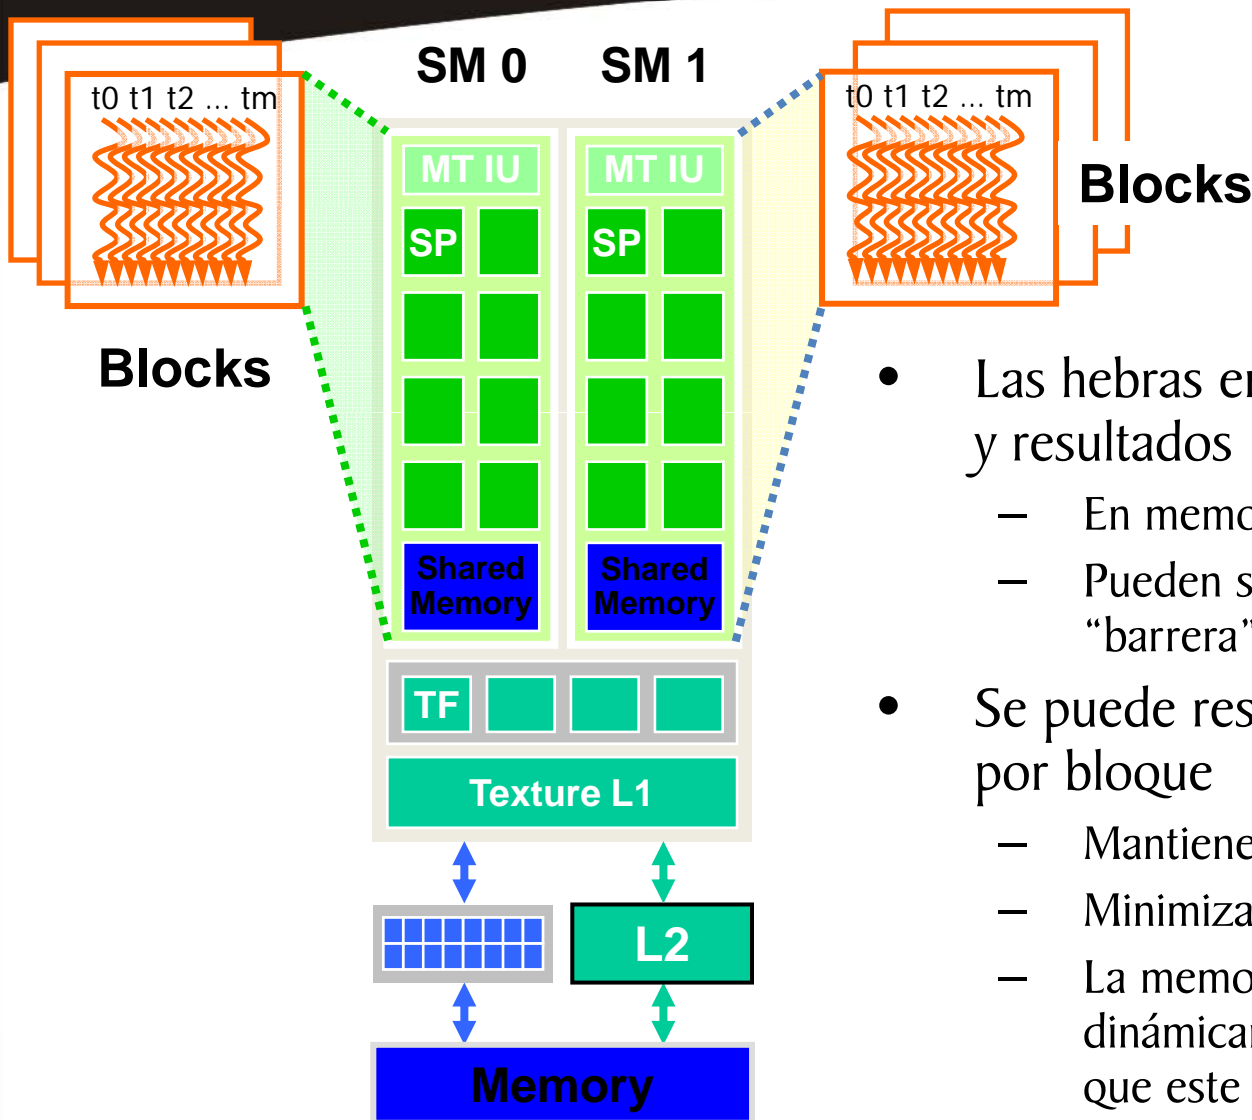 SM 0 SM 1
t0 t1 t2 ... tm
t0 t1 t2 ... tm
MT IU MT IU
Blocks
SP SP
Blocks
Shared Memory
Shared Memory
TF
Texture L1
L2
Memory
• Las hebras
y resultados
– En
– Pueden
“barrera”
• Se puede
por bloque
–
– Minimiza
– La
que este